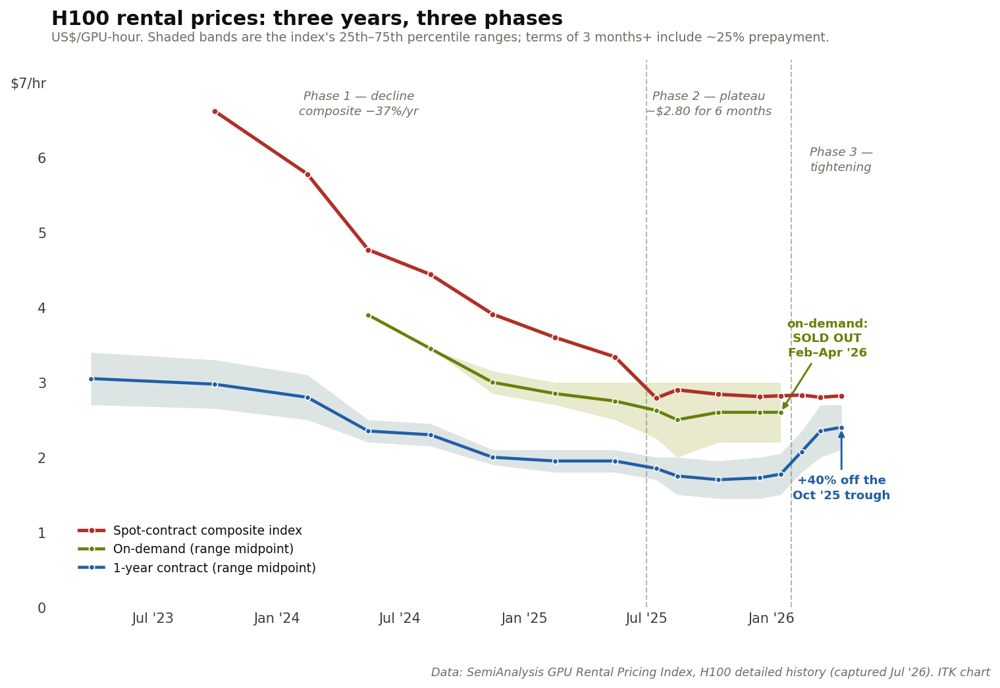 H100 rental prices: three years, three phases
US$/GPU-hour. Shaded bands are the index's 25th–75th percentile ranges; terms of 3 months+ include ~25% prepayment.
$7/hr
6
5
4
3
2
1
0
Phase 1 — decline
composite −37%/yr
Phase 2 — plateau
~$2.80 for 6 months
Phase 3 —
tightening
on-demand:
SOLD OUT
Feb–Apr '26
+40% off the
Oct '25 trough
Spot-contract composite index
On-demand (range midpoint)
1-year contract (range midpoint)
Jul '23
Jan '24
Jul '24
Jan '25
Jul '25
Jan '26
Data: SemiAnalysis GPU Rental Pricing Index, H100 detailed history (captured Jul '26). ITK chart